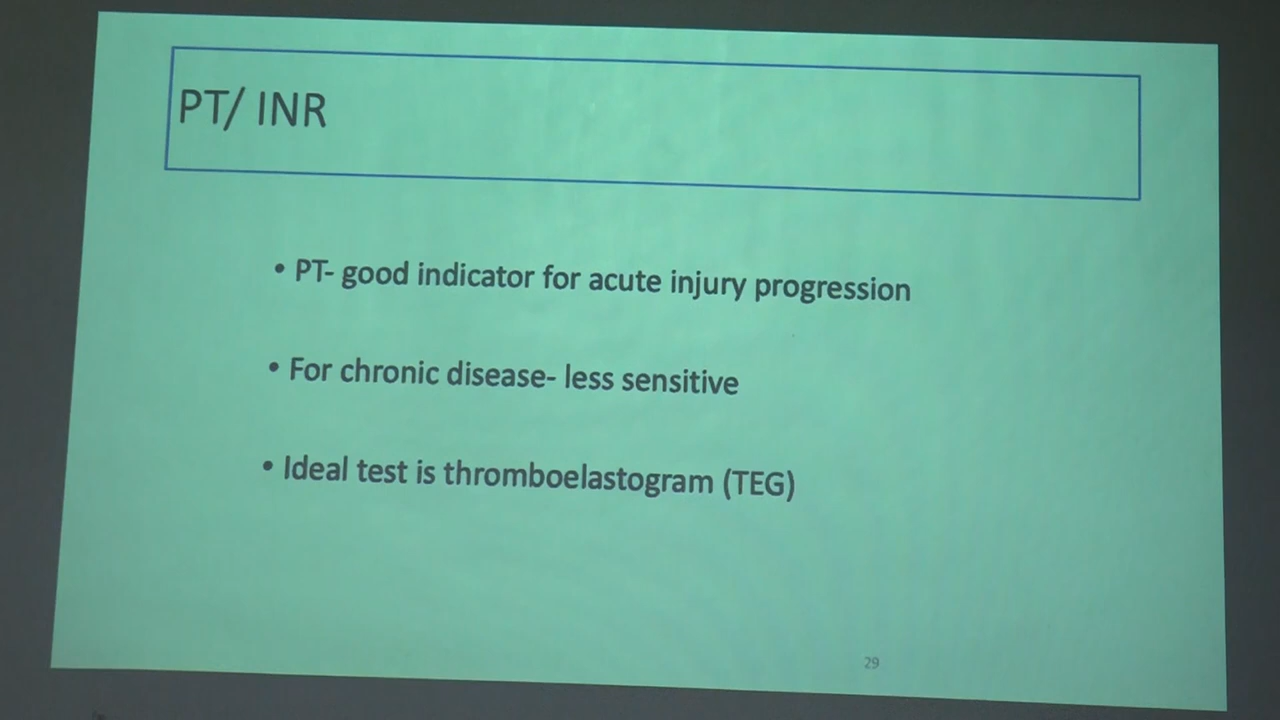 PT/ INR
• PT- good indicator for acute injury progression
• For chronic disease- less sensitive
• Ideal test is thromboelastogram (TEG)
29